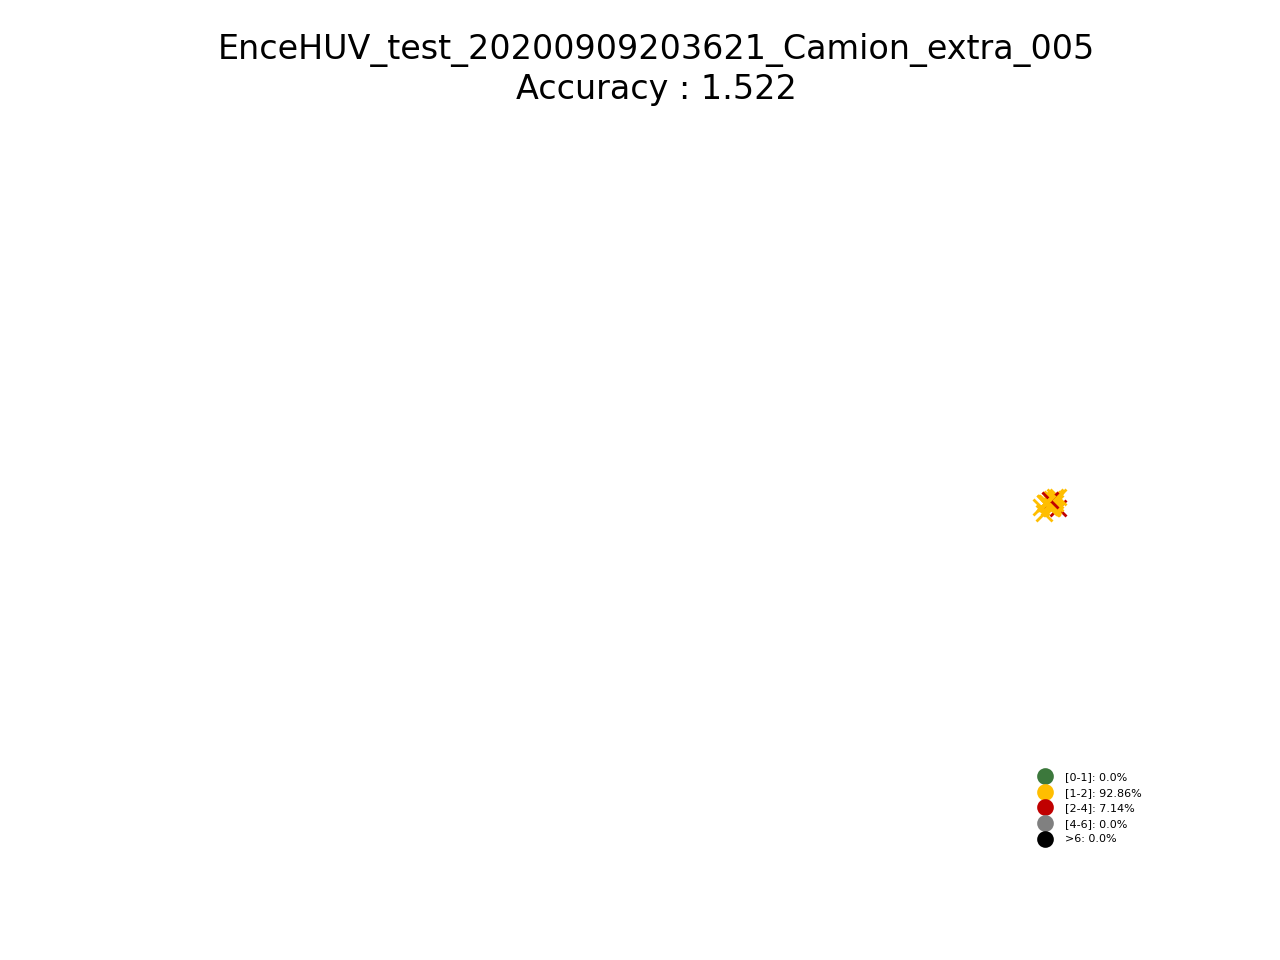 EnceHUV_test_20200909203621_Camion_extra_005
Accuracy : 1.522
[0-1]: 0.0%
[1-2]: 92.86%
[2-4]: 7.14%
[4-6]: 0.0%
>6: 0.0%